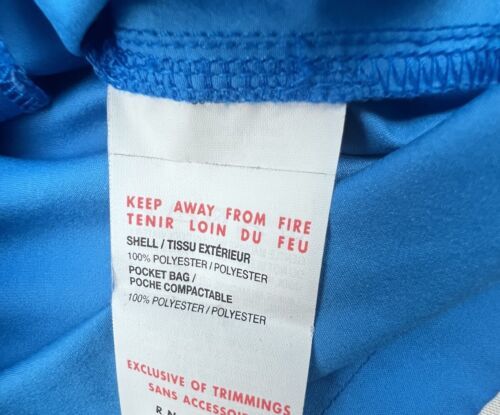 KEEP AWAY FROM FIRE
TENIR LOIN DU FEU
SHELL / TISSU EXTÉRIEUR
100% POLYESTER / POLYESTER
POCKET BAG /
POCHE COMPACTABLE
100% POLYESTER / POLYESTER
EXCLUSIVE OF TRIMMINGS
SANS ACCESSOI
R N